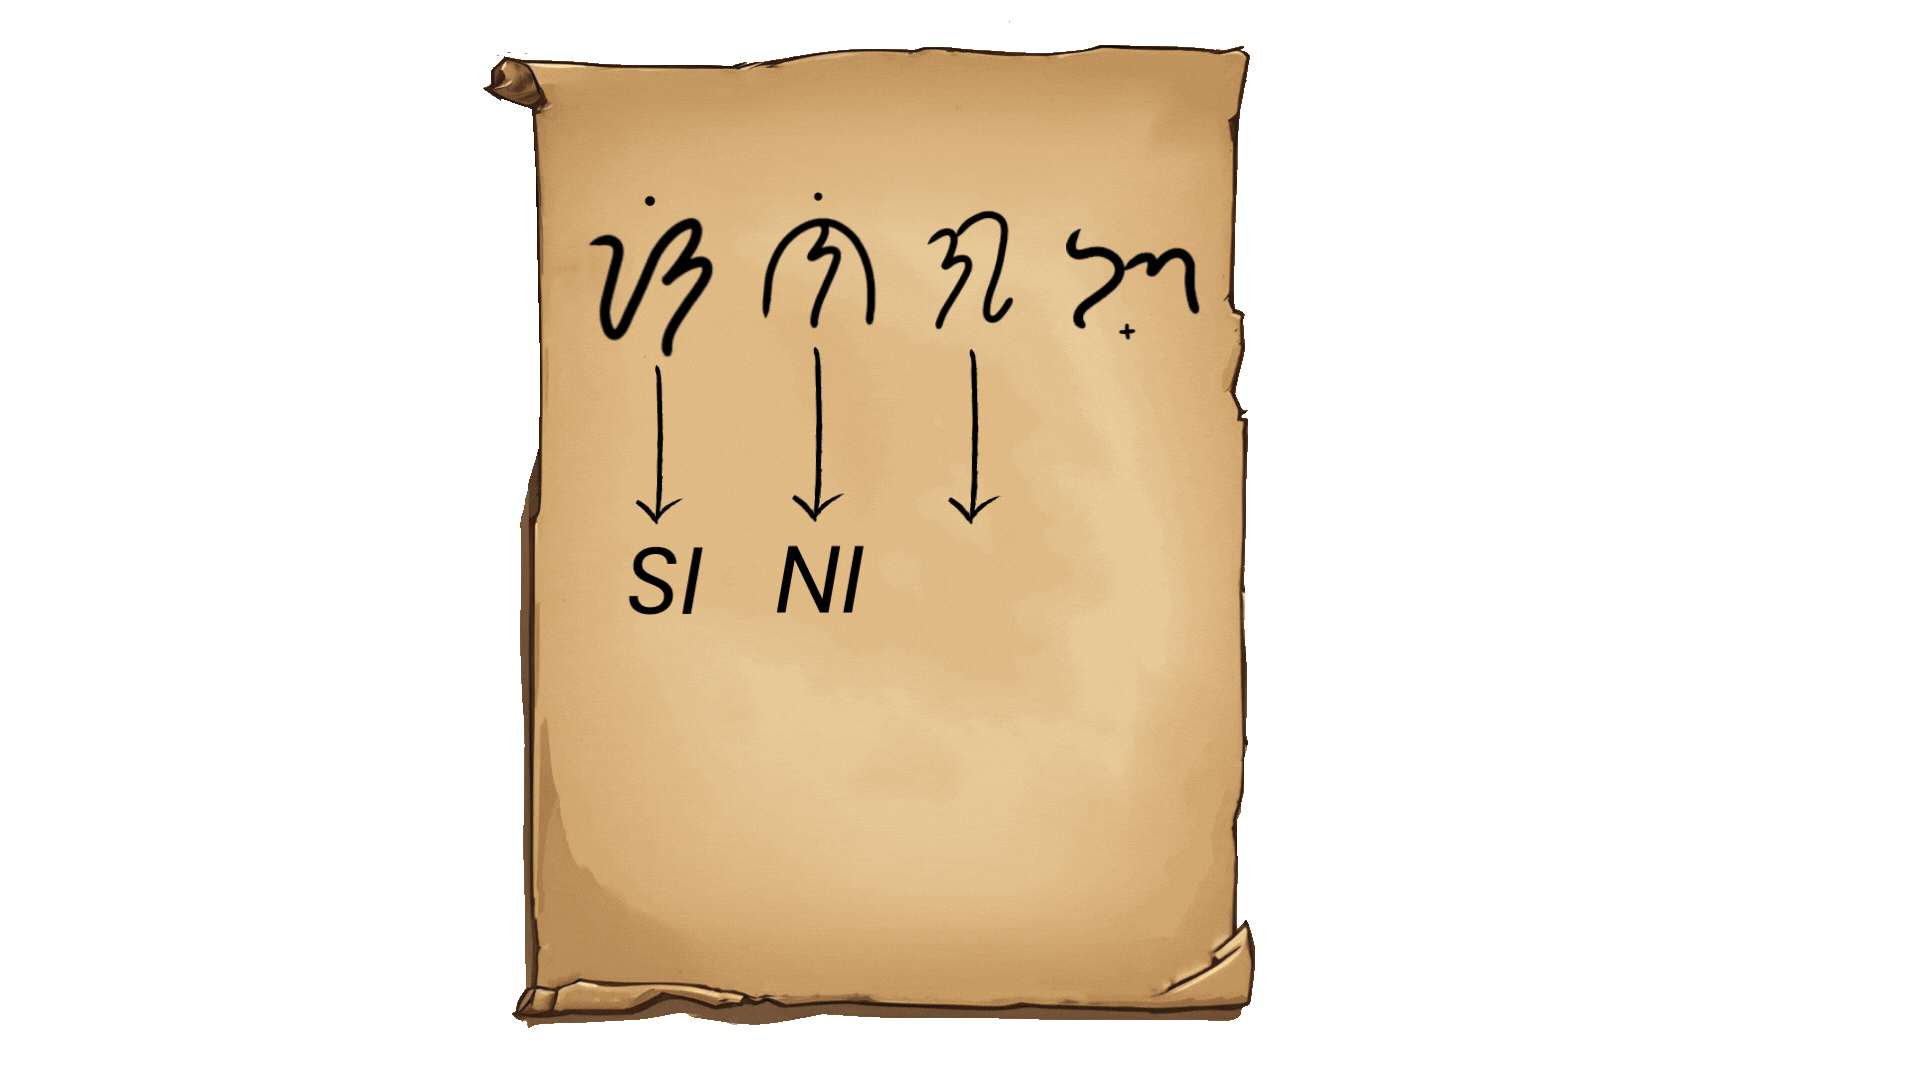 ᜐᜒ ᜈᜒ ᜄ ᜅ᜔
SI NI